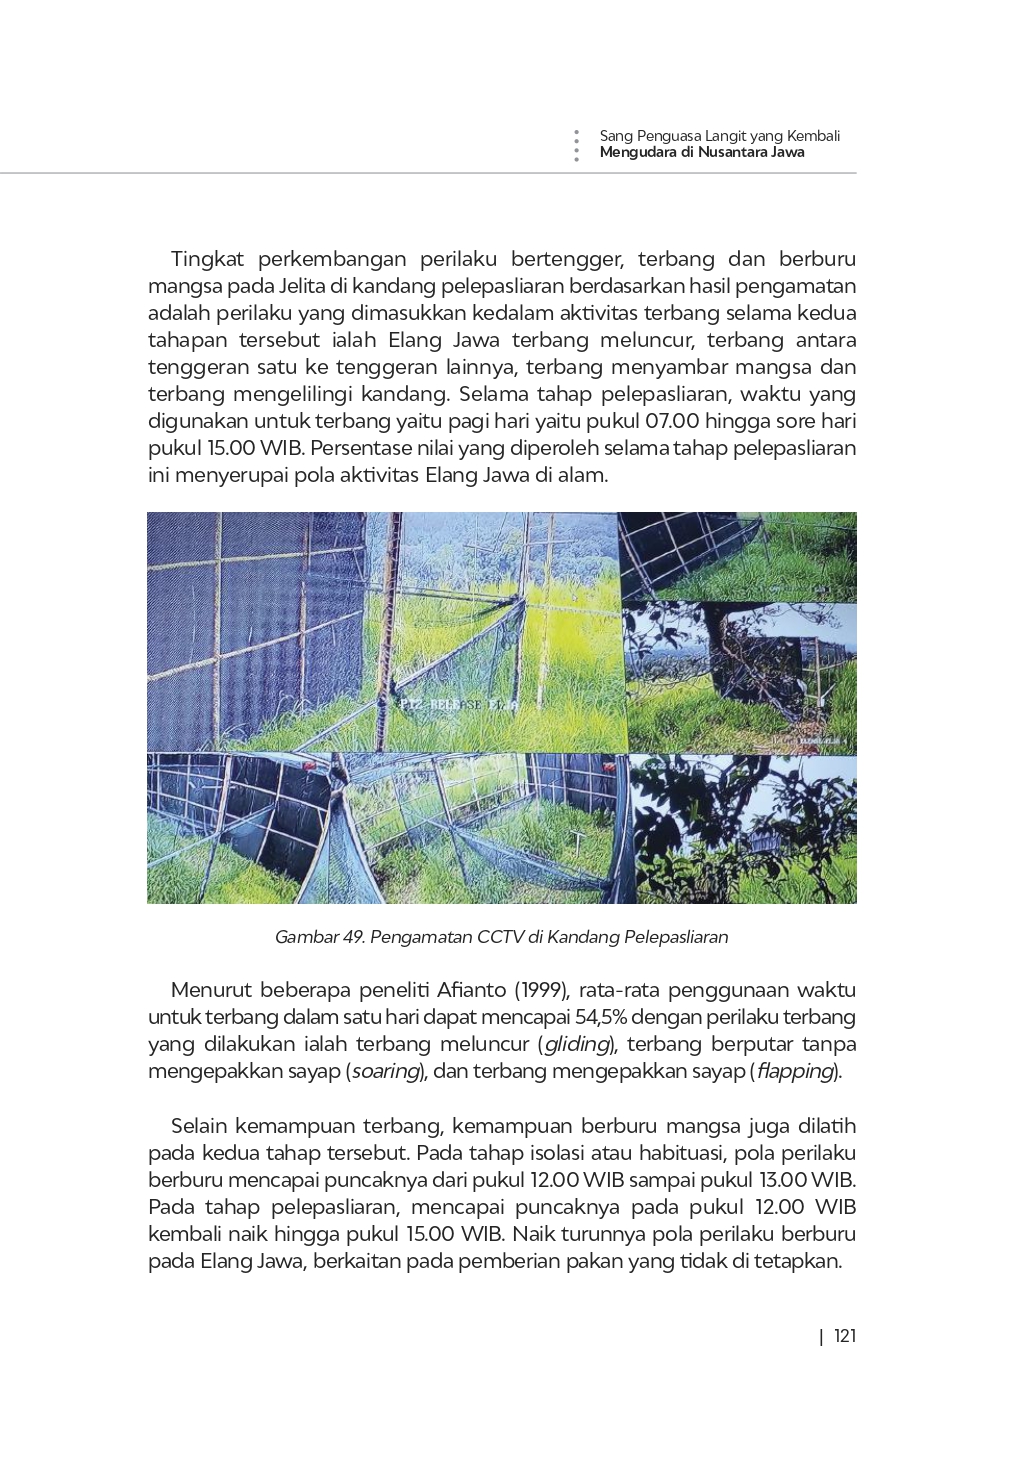 Sang Penguasa Langit yang Kembali
Mengudara di Nusantara Jawa
Tingkat perkembangan perilaku bertengger, terbang dan berburu
mangsa pada Jelita di kandang pelepasliaran berdasarkan hasil pengamatan
adalah perilaku yang dimasukkan kedalam aktivitas terbang selama kedua
tahapan tersebut ialah Elang Jawa terbang meluncur, terbang antara
tenggeran satu ke tenggeran lainnya, terbang menyambar mangsa dan
terbang mengelilingi kandang. Selama tahap pelepasliaran, waktu yang
digunakan untuk terbang yaitu pagi hari yaitu pukul 07.00 hingga sore hari
pukul 15.00 WIB. Persentase nilai yang diperoleh selama tahap pelepasliaran
ini menyerupai pola aktivitas Elang Jawa di alam.
Gambar 49. Pengamatan CCTV di Kandang Pelepasliaran
Menurut beberapa peneliti Afianto (1999), rata-rata penggunaan waktu
untuk terbang dalam satu hari dapat mencapai 54,5% dengan perilaku terbang
yang dilakukan ialah terbang meluncur (gliding), terbang berputar tanpa
mengepakkan sayap (soaring), dan terbang mengepakkan sayap (flapping).
Selain kemampuan terbang, kemampuan berburu mangsa juga dilatih
pada kedua tahap tersebut. Pada tahap isolasi atau habituasi, pola perilaku
berburu mencapai puncaknya dari pukul 12.00 WIB sampai pukul 13.00 WIB.
Pada tahap pelepasliaran, mencapai puncaknya pada pukul 12.00 WIB
kembali naik hingga pukul 15.00 WIB. Naik turunnya pola perilaku berburu
pada Elang Jawa, berkaitan pada pemberian pakan yang tidak di tetapkan.
| 121